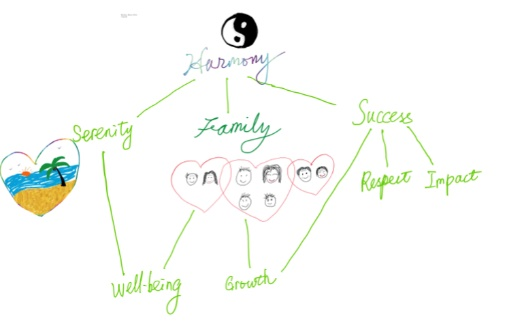 Harmony
Serenity
Family
Success
Respect
Impact
Well-being
Growth